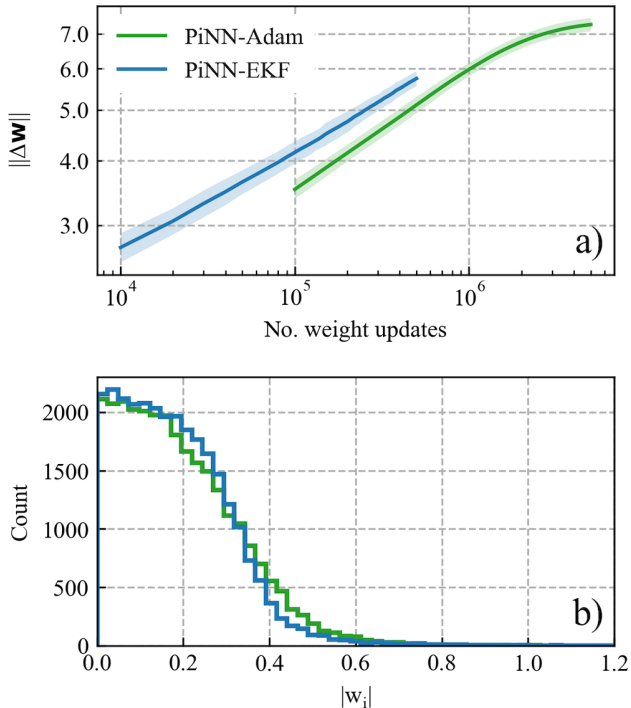 7.0
6.0
5.0
4.0
3.0
||Δw||
PiNN-Adam
PiNN-EKF
a)
10^4
10^5
10^6
No. weight updates
2000
1500
1000
500
0
Count
b)
0.0
0.2
0.4
0.6
0.8
1.0
1.2
|w_i|